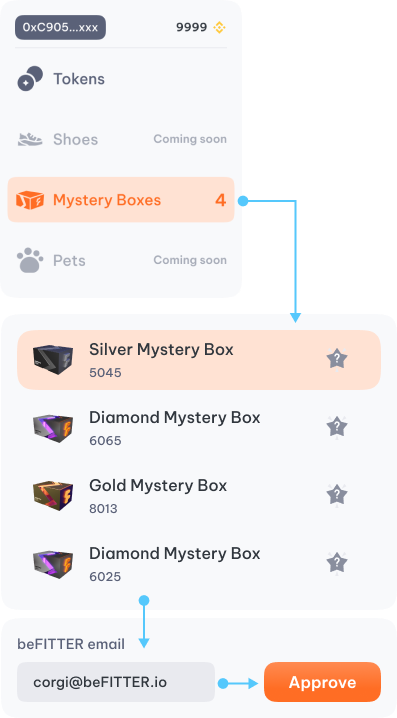 0xC905...xxx 9999
Tokens
Shoes Coming soon
Mystery Boxes 4
Pets Coming soon
Silver Mystery Box
5045
Diamond Mystery Box
6065
Gold Mystery Box
8013
Diamond Mystery Box
6025
beFITTER email
corgi@beFITTER.io Approve